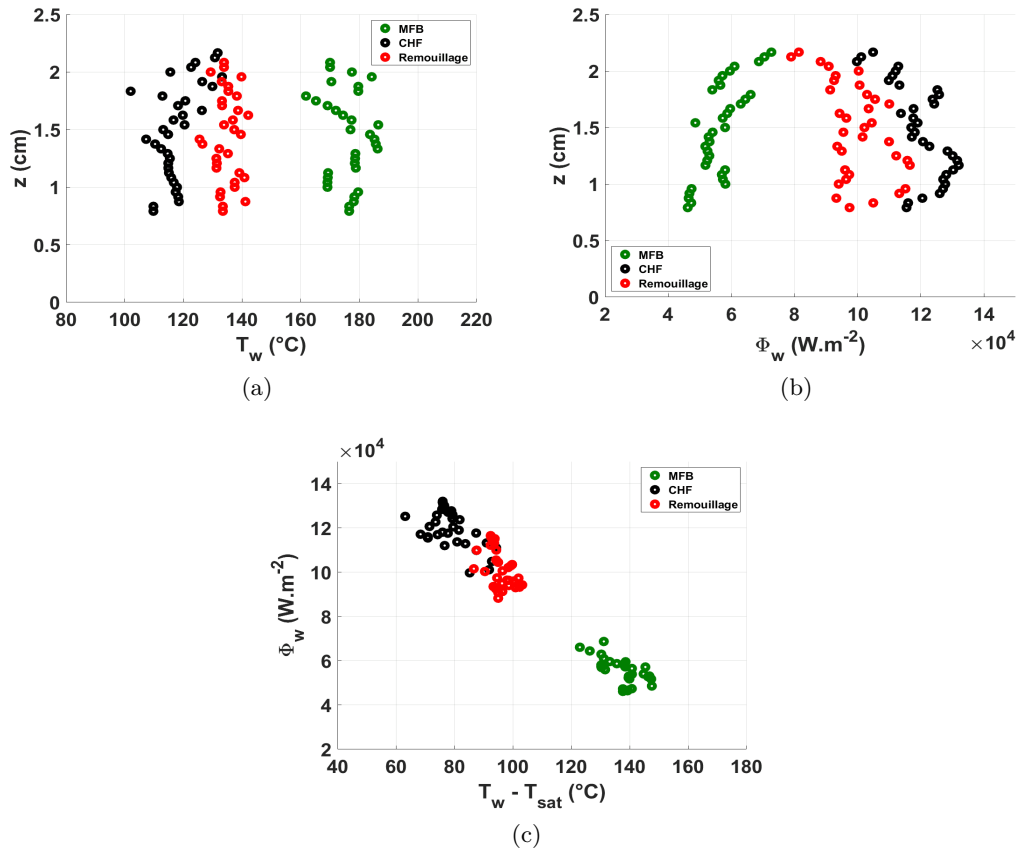 2.5
2
1.5
1
0.5
0
z (cm)
80 100 120 140 160 180 200 220
T_w (°C)
MFB
CHF
Remouillage
(a)
2.5
2
1.5
1
0.5
0
z (cm)
2 4 6 8 10 12 14
×10^4
Φ_w (W.m^-2)
MFB
CHF
Remouillage
(b)
×10^4
14
12
10
8
6
4
2
Φ_w (W.m^-2)
40 60 80 100 120 140 160 180
T_w - T_sat (°C)
MFB
CHF
Remouillage
(c)